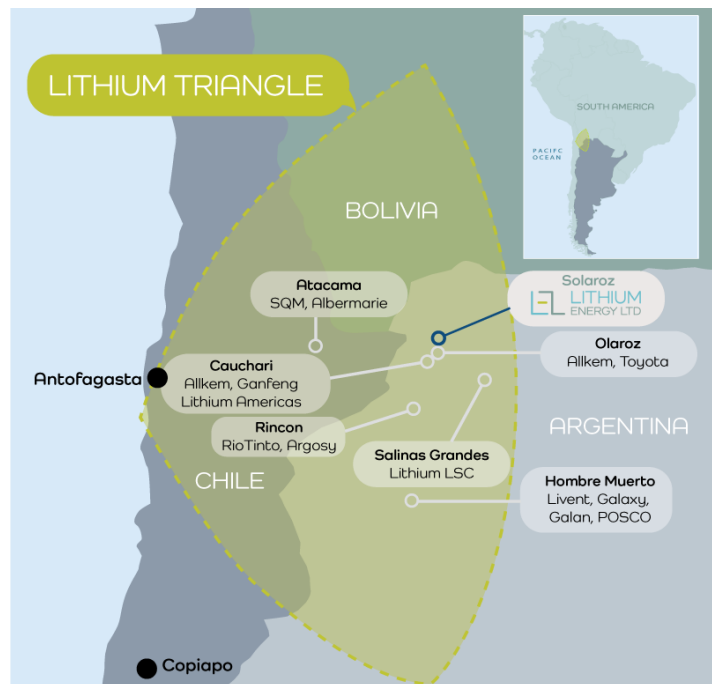 LITHIUM TRIANGLE
SOUTH AMERICA
PACIFC
OCEAN
BOLIVIA
Solaroz
LE LITHIUM
ENERGY LTD
Atacama
SQM, Albermarie
Olaroz
Allkem, Toyota
Cauchari
Allkem, Ganfeng
Lithium Americas
Antofagasta
Rincon
RioTinto, Argosy
ARGENTINA
Salinas Grandes
Lithium LSC
CHILE
Hombre Muerto
Livent, Galaxy,
Galan, POSCO
Copiapo